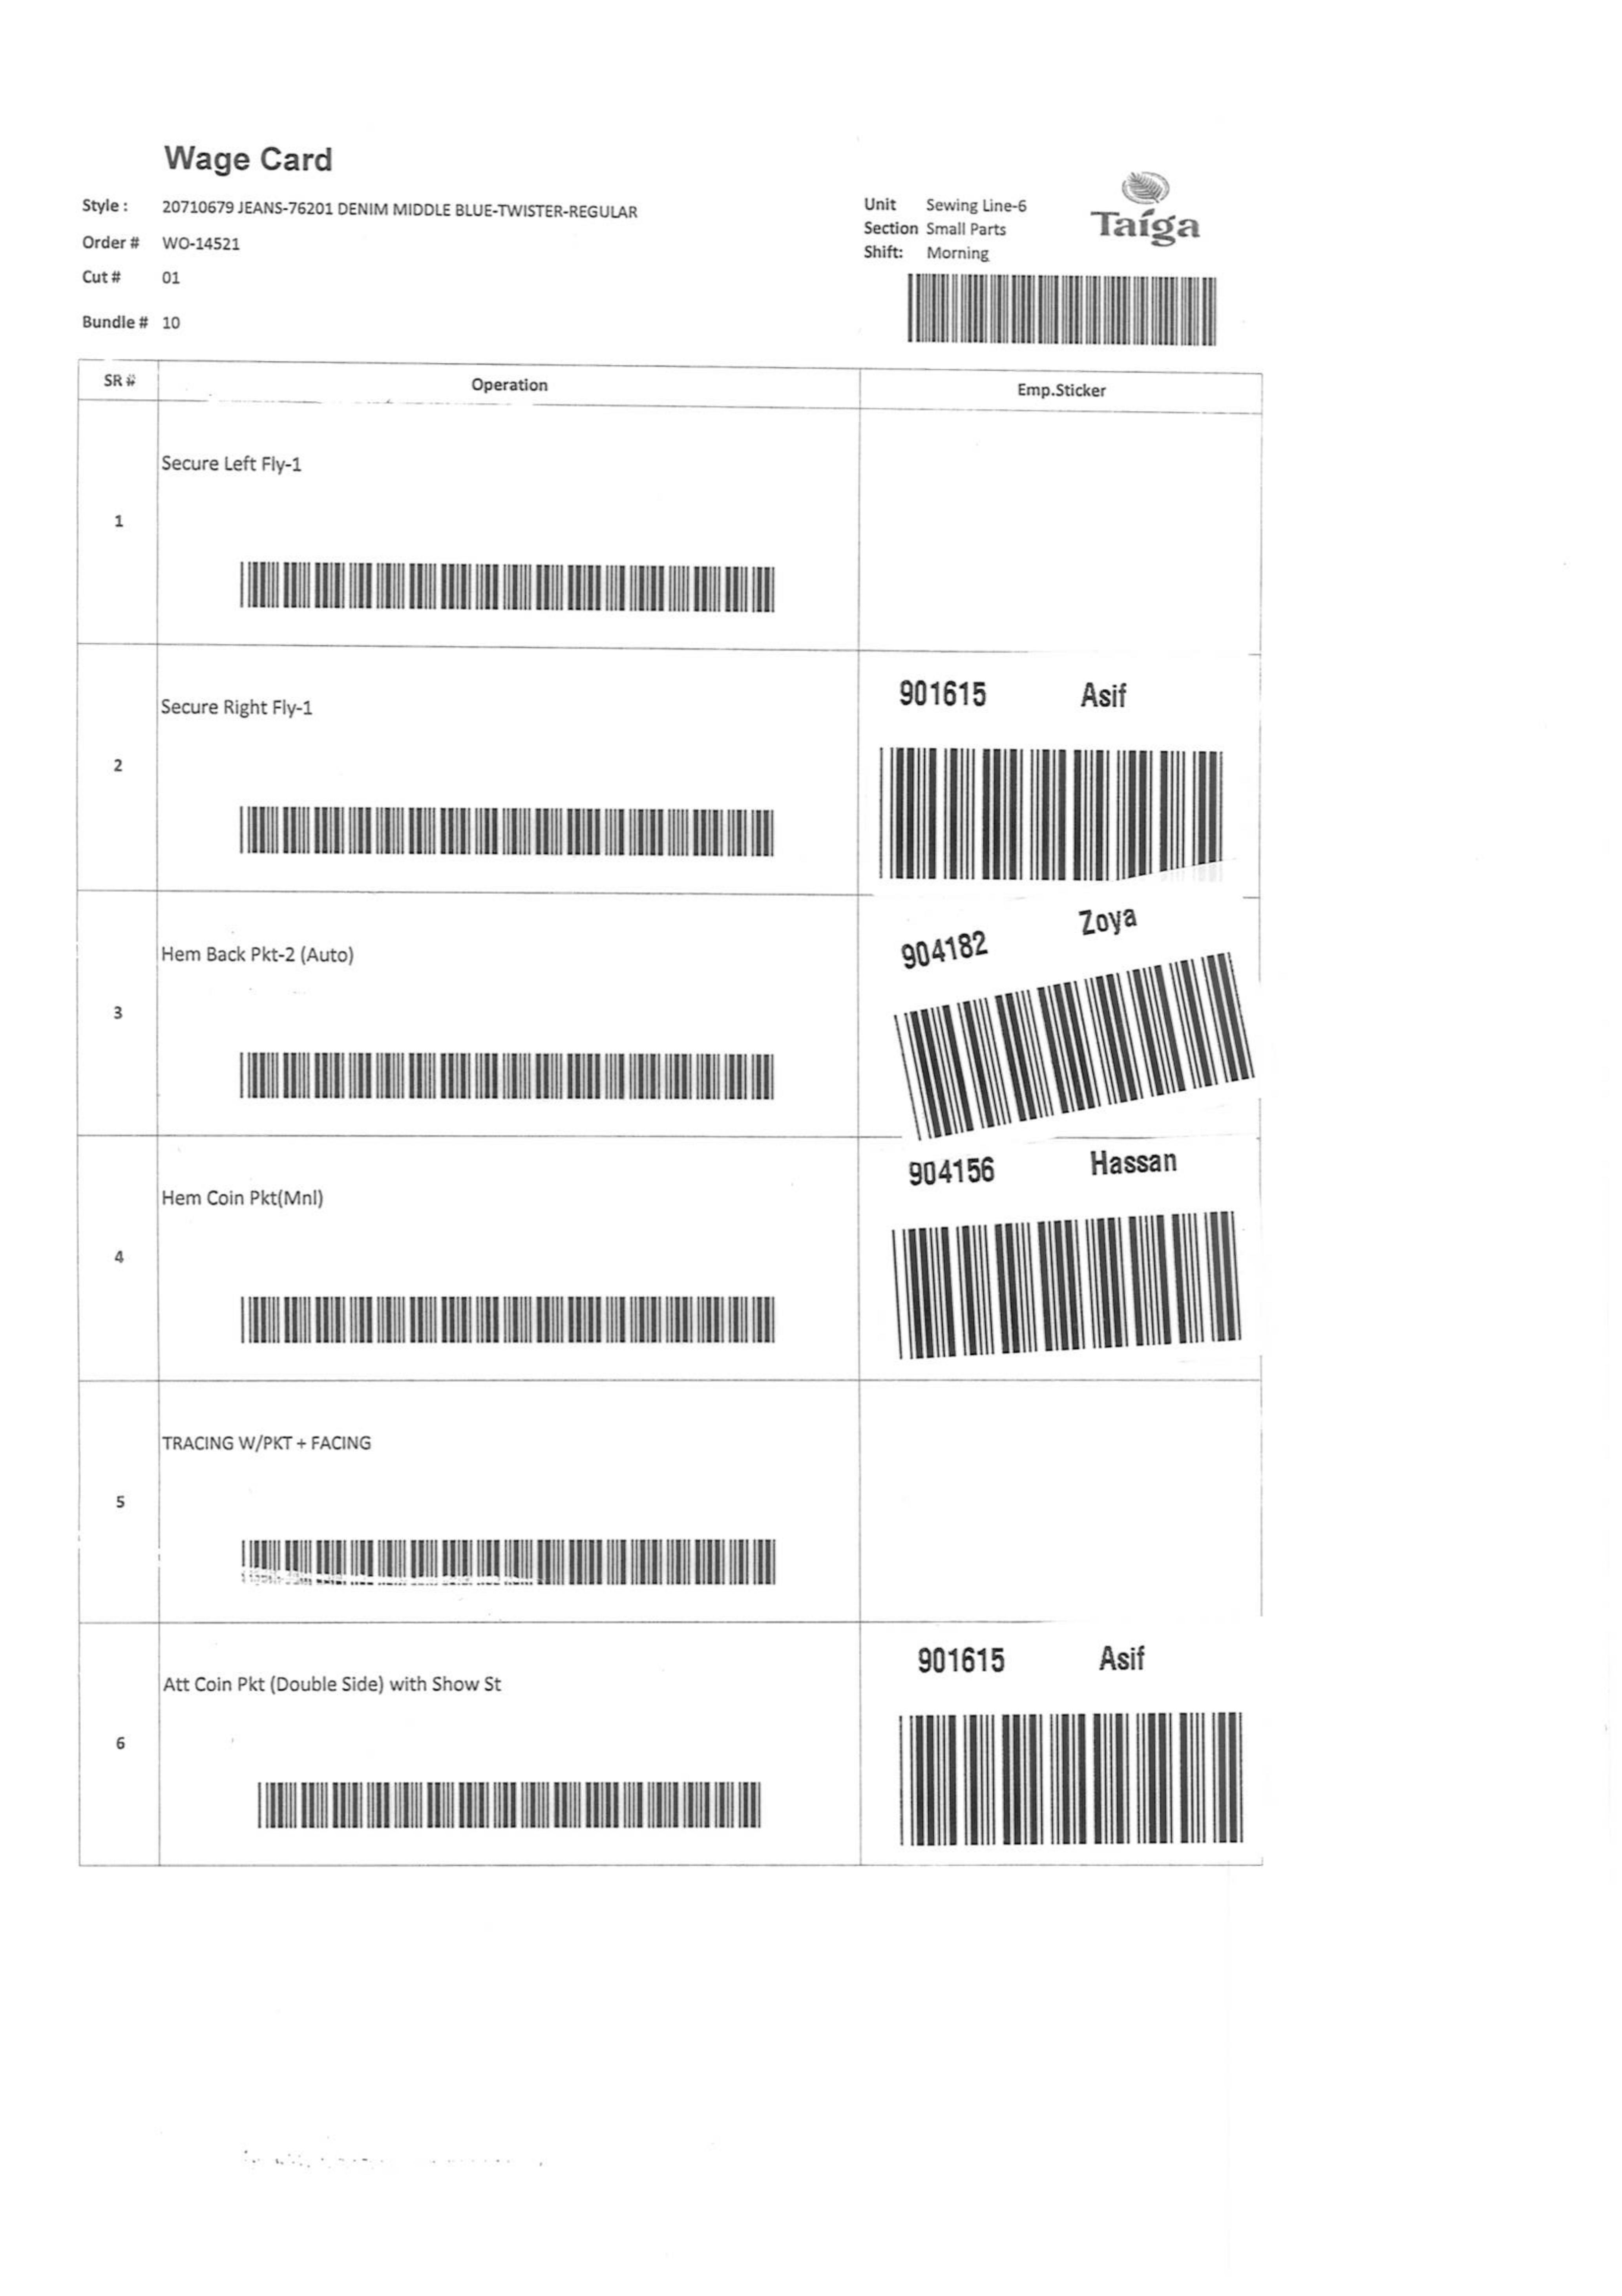 Wage Card
Style : 20710679 JEANS-76201 DENIM MIDDLE BLUE-TWISTER-REGULAR
Order # WO-14521
Cut # 01
Bundle # 10
Unit Sewing Line-6
Section Small Parts
Shift: Morning
Taiga
SR # Operation Emp.Sticker
1 Secure Left Fly-1
2 Secure Right Fly-1
901615 Asif
3 Hem Back Pkt-2 (Auto)
904182 Zoya
4 Hem Coin Pkt(Mnl)
904156 Hassan
5 TRACING W/PKT + FACING
6 Att Coin Pkt (Double Side) with Show St
901615 Asif